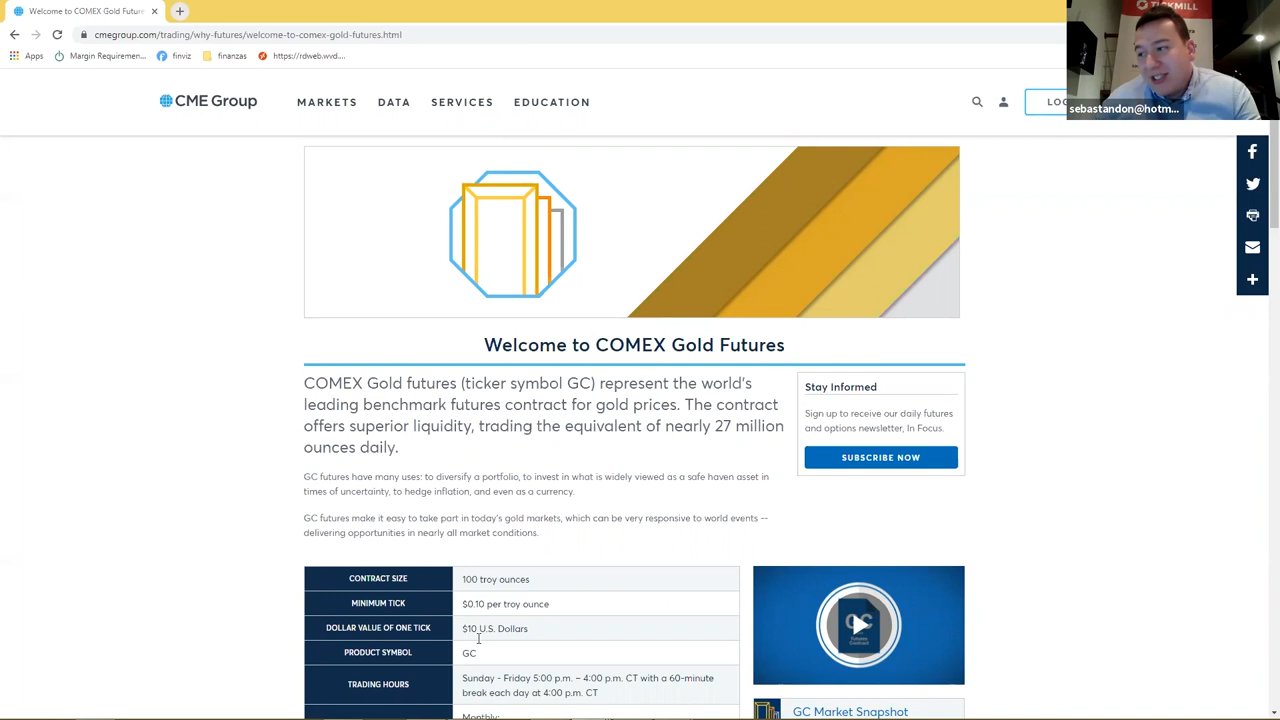 Welcome to COMEX Gold Future
cmegroup.com/trading/why-futures/welcome-to-comex-gold-futures.html
Apps
Margin Requiremen...
finviz
finanzas
https://rdweb.wvd....
TICKMILL
sebastandon@hotm...
CME Group
MARKETS
DATA
SERVICES
EDUCATION
LO
Welcome to COMEX Gold Futures
COMEX Gold futures (ticker symbol GC) represent the world's
leading benchmark futures contract for gold prices. The contract
offers superior liquidity, trading the equivalent of nearly 27 million
ounces daily.
Stay Informed
Sign up to receive our daily futures
and options newsletter, In Focus.
SUBSCRIBE NOW
GC futures have many uses: to diversify a portfolio, to invest in what is widely viewed as a safe haven asset in
times of uncertainty, to hedge inflation, and even as a currency.
GC futures make it easy to take part in today's gold markets, which can be very responsive to world events --
delivering opportunities in nearly all market conditions.
CONTRACT SIZE
100 troy ounces
MINIMUM TICK
$0.10 per troy ounce
DOLLAR VALUE OF ONE TICK
$10 U.S. Dollars
PRODUCT SYMBOL
GC
TRADING HOURS
Sunday - Friday 5:00 p.m. – 4:00 p.m. CT with a 60-minute
break each day at 4:00 p.m. CT
Monthly:
GC
Futures
Contract
GC Market Snapshot